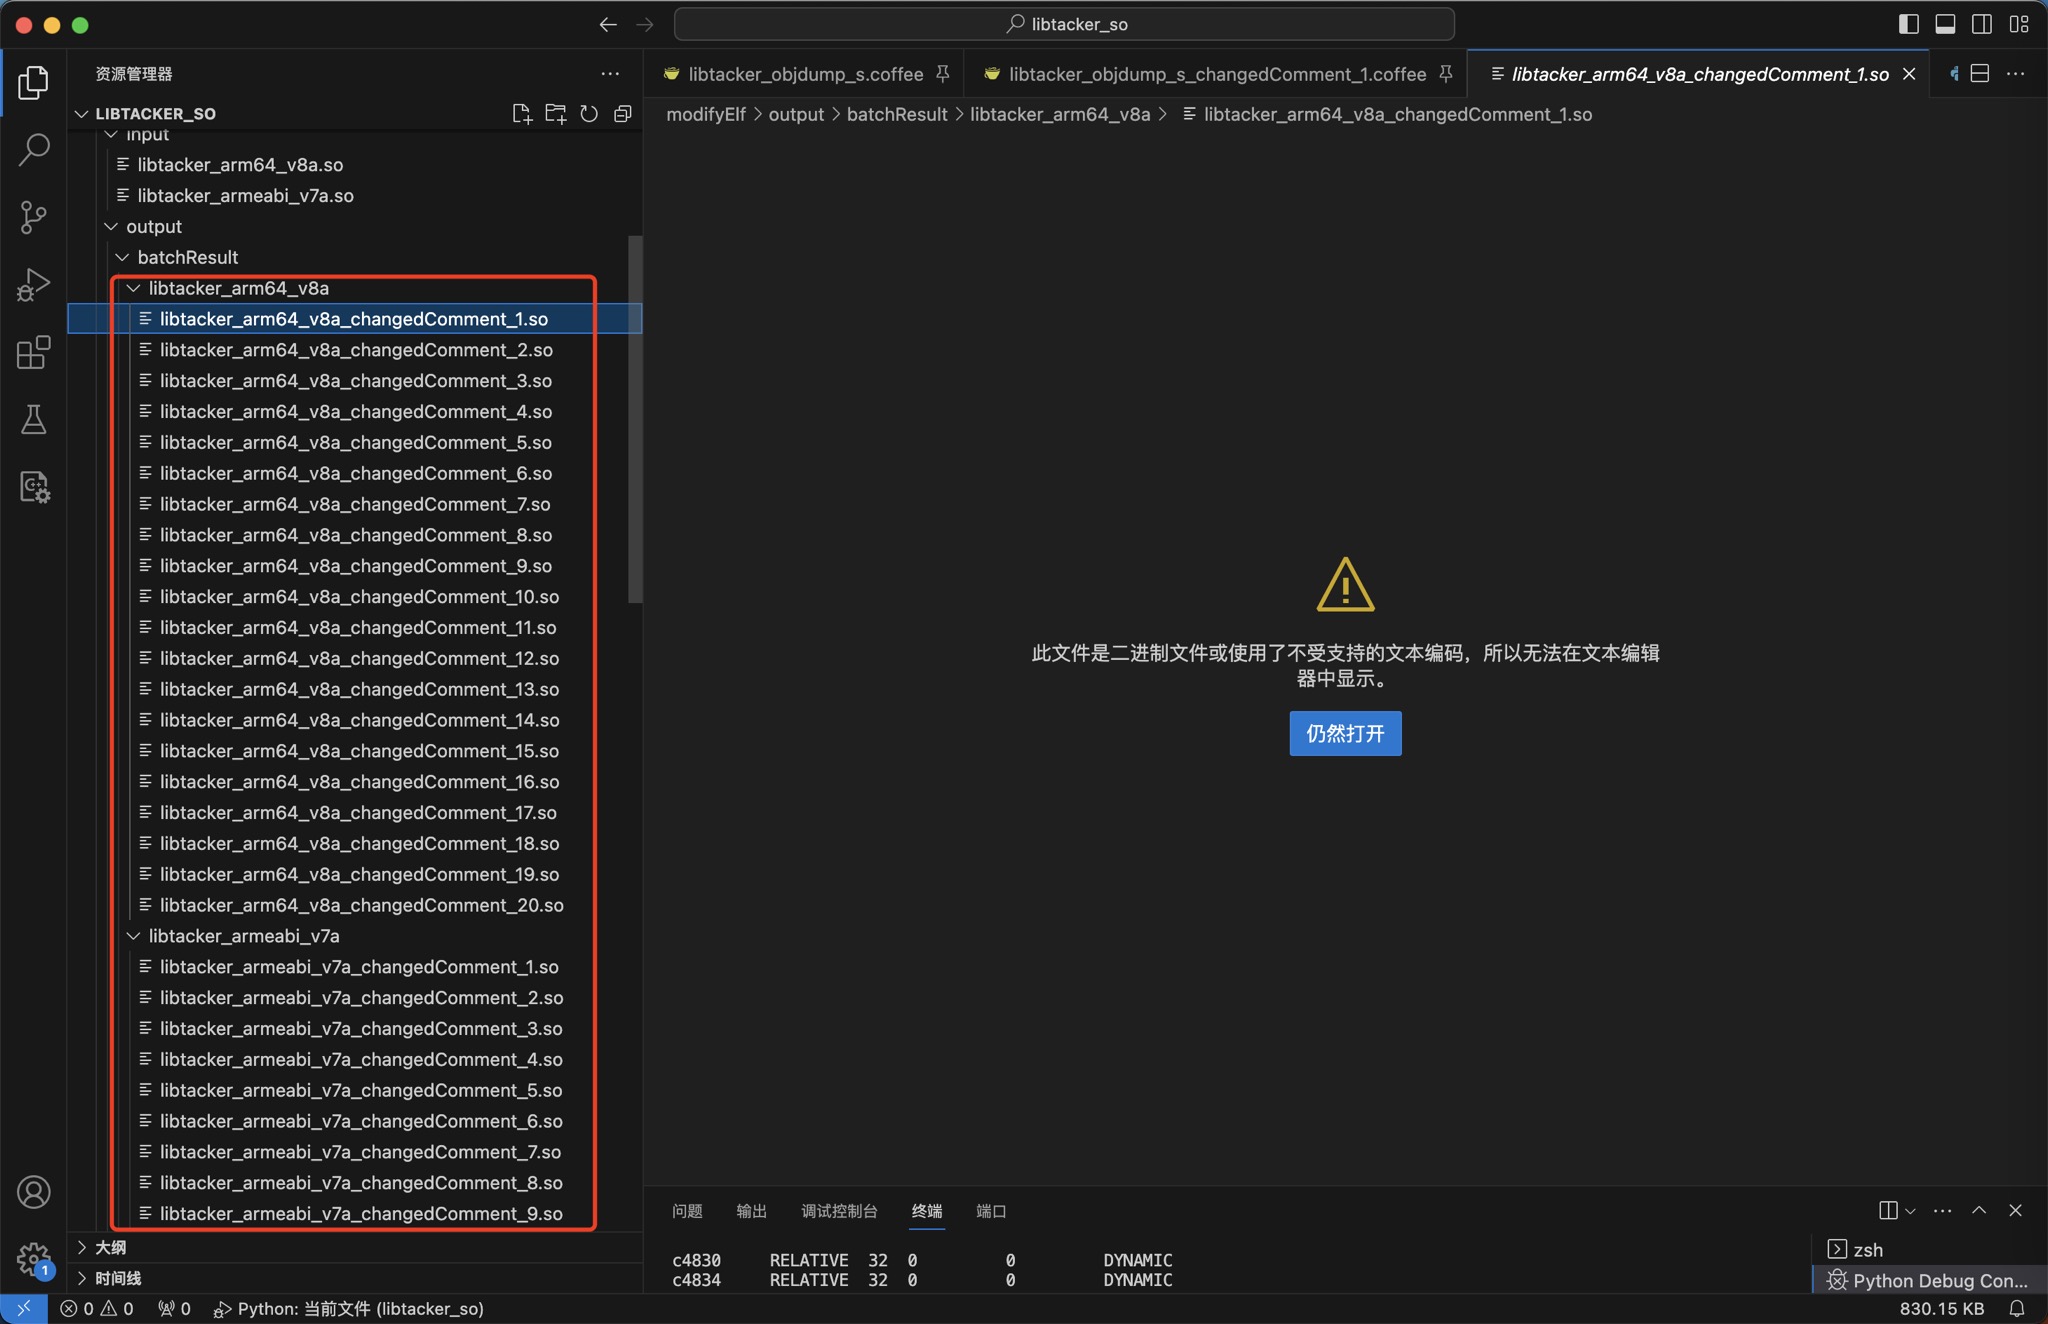 libtacker_so
资源管理器
LIBTACKER_SO
input
libtacker_arm64_v8a.so
libtacker_armeabi_v7a.so
output
batchResult
libtacker_arm64_v8a
libtacker_arm64_v8a_changedComment_1.so
libtacker_arm64_v8a_changedComment_2.so
libtacker_arm64_v8a_changedComment_3.so
libtacker_arm64_v8a_changedComment_4.so
libtacker_arm64_v8a_changedComment_5.so
libtacker_arm64_v8a_changedComment_6.so
libtacker_arm64_v8a_changedComment_7.so
libtacker_arm64_v8a_changedComment_8.so
libtacker_arm64_v8a_changedComment_9.so
libtacker_arm64_v8a_changedComment_10.so
libtacker_arm64_v8a_changedComment_11.so
libtacker_arm64_v8a_changedComment_12.so
libtacker_arm64_v8a_changedComment_13.so
libtacker_arm64_v8a_changedComment_14.so
libtacker_arm64_v8a_changedComment_15.so
libtacker_arm64_v8a_changedComment_16.so
libtacker_arm64_v8a_changedComment_17.so
libtacker_arm64_v8a_changedComment_18.so
libtacker_arm64_v8a_changedComment_19.so
libtacker_arm64_v8a_changedComment_20.so
libtacker_armeabi_v7a
libtacker_armeabi_v7a_changedComment_1.so
libtacker_armeabi_v7a_changedComment_2.so
libtacker_armeabi_v7a_changedComment_3.so
libtacker_armeabi_v7a_changedComment_4.so
libtacker_armeabi_v7a_changedComment_5.so
libtacker_armeabi_v7a_changedComment_6.so
libtacker_armeabi_v7a_changedComment_7.so
libtacker_armeabi_v7a_changedComment_8.so
libtacker_armeabi_v7a_changedComment_9.so
大纲
时间线
libtacker_objdump_s.coffee libtacker_objdump_s_changedComment_1.coffee libtacker_arm64_v8a_changedComment_1.so
modifyElf > output > batchResult > libtacker_arm64_v8a > libtacker_arm64_v8a_changedComment_1.so
此文件是二进制文件或使用了不受支持的文本编码，所以无法在文本编辑
器中显示。
仍然打开
问题 输出 调试控制台 终端 端口
c4830 RELATIVE 32 0 0 DYNAMIC
c4834 RELATIVE 32 0 0 DYNAMIC
zsh
Python Debug Con...
1
0 0 0 Python: 当前文件 (libtacker_so) 830.15 KB